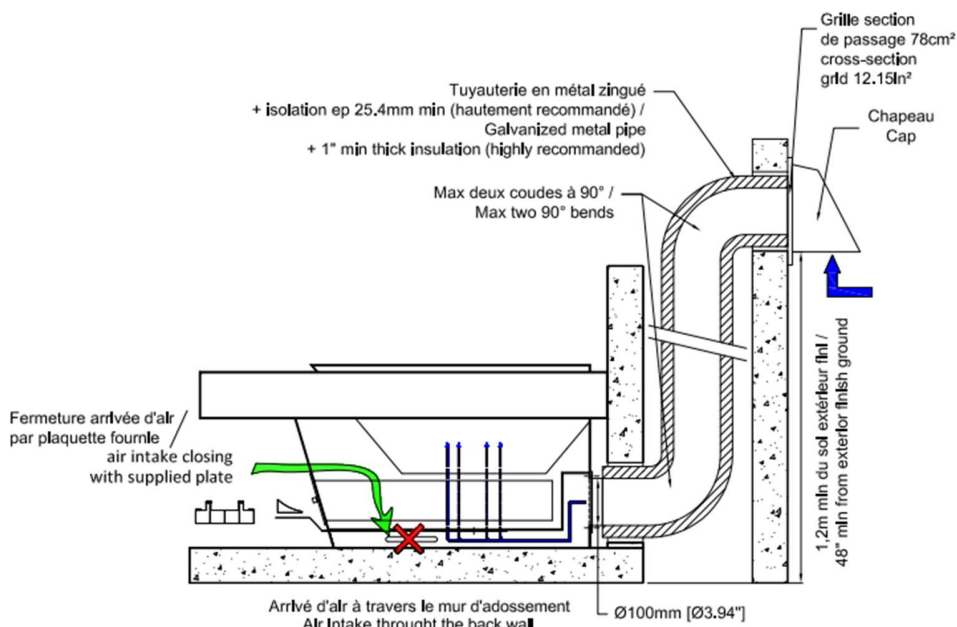 Grille section
de passage 78cm²
cross-section
grid 12.15in²
Tuyauterie en métal zingué
+ isolation ep 25.4mm min (hautement recommandé) /
Galvanized metal pipe
+ 1" min thick insulation (highly recommanded)
Chapeau
Cap
Max deux coudes à 90° /
Max two 90° bends
Fermeture arrivée d'air
par plaquette fournie
air intake closing
with supplied plate
1,2m min du sol extérieur fini /
48" min from exterior finish ground
Arrivé d'air à travers le mur d'adossement
Air Intake throught the back wall
Ø100mm [Ø3.94"]